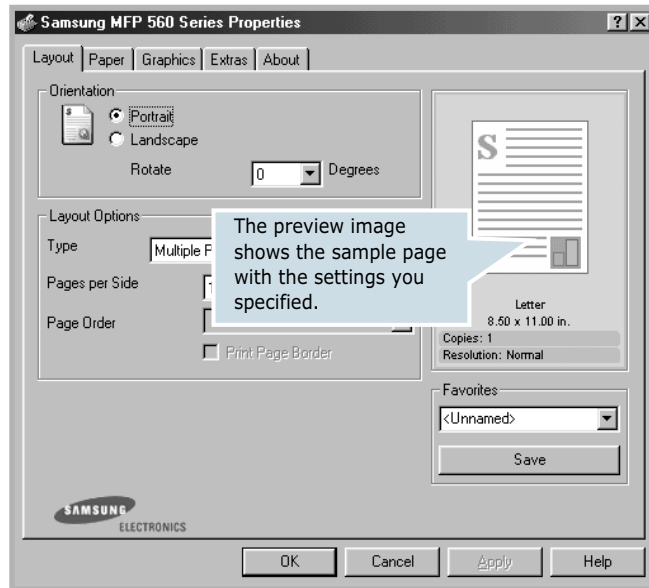 Samsung MFP 560 Series Properties
Layout Paper Graphics Extras About
Orientation
Portrait
Landscape
Rotate 0 Degrees
Layout Options
Type Multiple P
Pages per Side
Page Order
Print Page Border
The preview image
shows the sample page
with the settings you
specified.
S
Letter
8.50 x 11.00 in.
Copies: 1
Resolution: Normal
Favorites
<Unnamed>
Save
SAMSUNG
ELECTRONICS
OK Cancel Apply Help